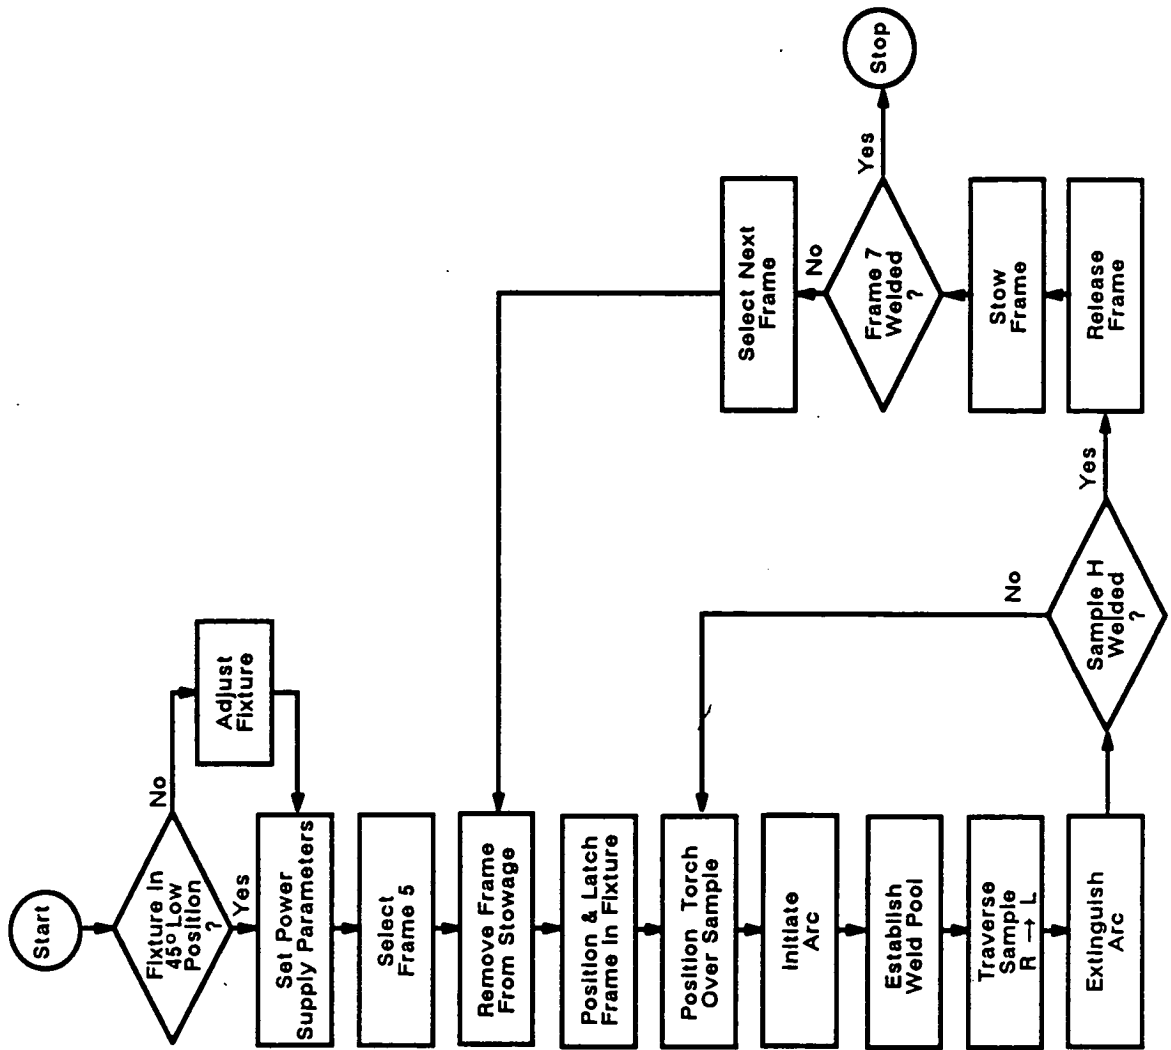 Start
Fixture In
45° Low
Position
?
No
Adjust
Fixture
Yes
Set Power
Supply Parameters
Select
Frame 5
Remove Frame
From Stowage
Position & Latch
Frame In Fixture
Position Torch
Over Sample
Initiate
Arc
Establish
Weld Pool
Traverse
Sample
R → L
Extinguish
Arc
Sample H
Welded
?
No
Yes
Release
Frame
Stow
Frame
Frame 7
Welded
?
No
Select Next
Frame
Yes
Stop